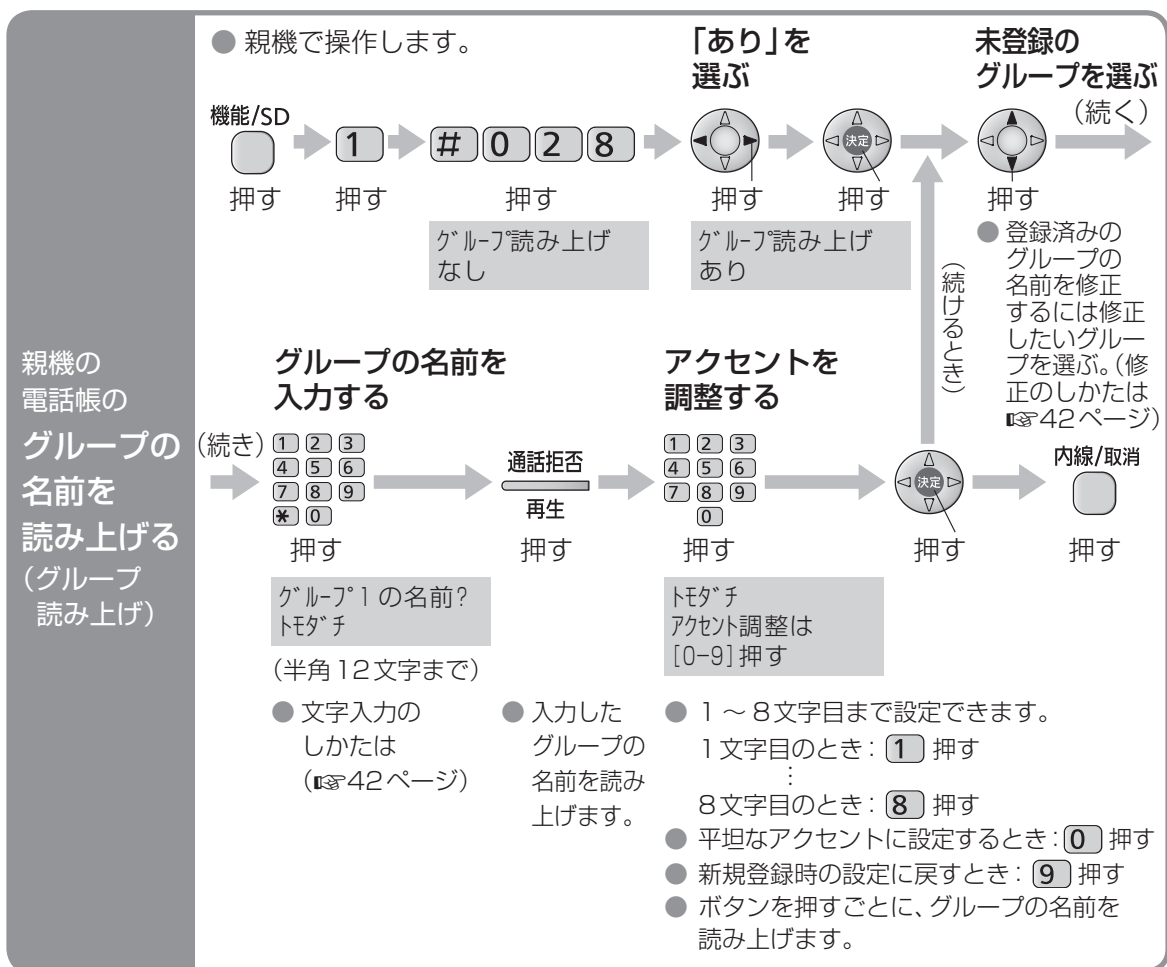 親機の
電話帳の
グループの
名前を
読み上げる
(グループ
読み上げ)
● 親機で操作します。
機能/SD
押す
1
押す
# 0 2 8
押す
グループ読み上げ
なし
「あり」を
選ぶ
押す
決定
押す
グループ読み上げ
あり
未登録の
グループを選ぶ
(続く)
押す
● 登録済みの
グループの
名前を修正
するには修正
したいグルー
プを選ぶ。(修
正のしかたは
☞42ページ)
(続けるとき)
(続き)
グループの名前を
入力する
1 2 3
4 5 6
7 8 9
* 0
押す
グループ1の名前?
トモダチ
(半角12文字まで)
● 文字入力の
しかたは
(☞42ページ)
通話拒否
再生
押す
● 入力した
グループの
名前を読み
上げます。
アクセントを
調整する
1 2 3
4 5 6
7 8 9
0
押す
トモダチ
アクセント調整は
[0-9]押す
● 1～8文字目まで設定できます。
1文字目のとき: 1 押す
⋮
8文字目のとき: 8 押す
● 平坦なアクセントに設定するとき: 0 押す
● 新規登録時の設定に戻すとき: 9 押す
● ボタンを押すごとに、グループの名前を
読み上げます。
決定
押す
内線/取消
押す